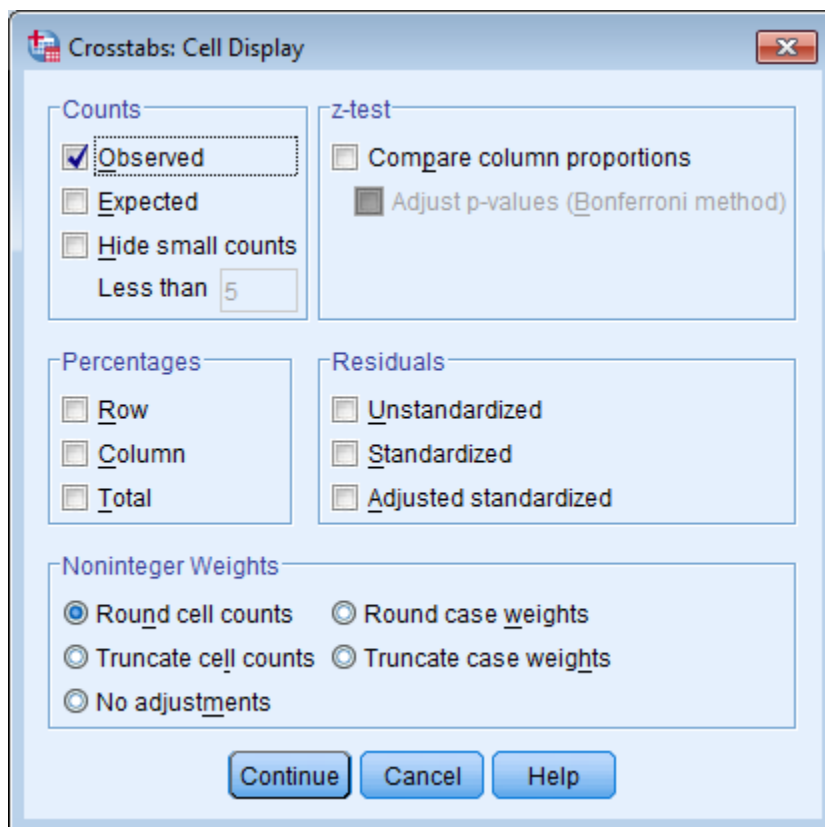 Crosstabs: Cell Display
Counts
Observed
Expected
Hide small counts
Less than 5
z-test
Compare column proportions
Adjust p-values (Bonferroni method)
Percentages
Row
Column
Total
Residuals
Unstandardized
Standardized
Adjusted standardized
Noninteger Weights
Round cell counts Round case weights
Truncate cell counts Truncate case weights
No adjustments
Continue Cancel Help